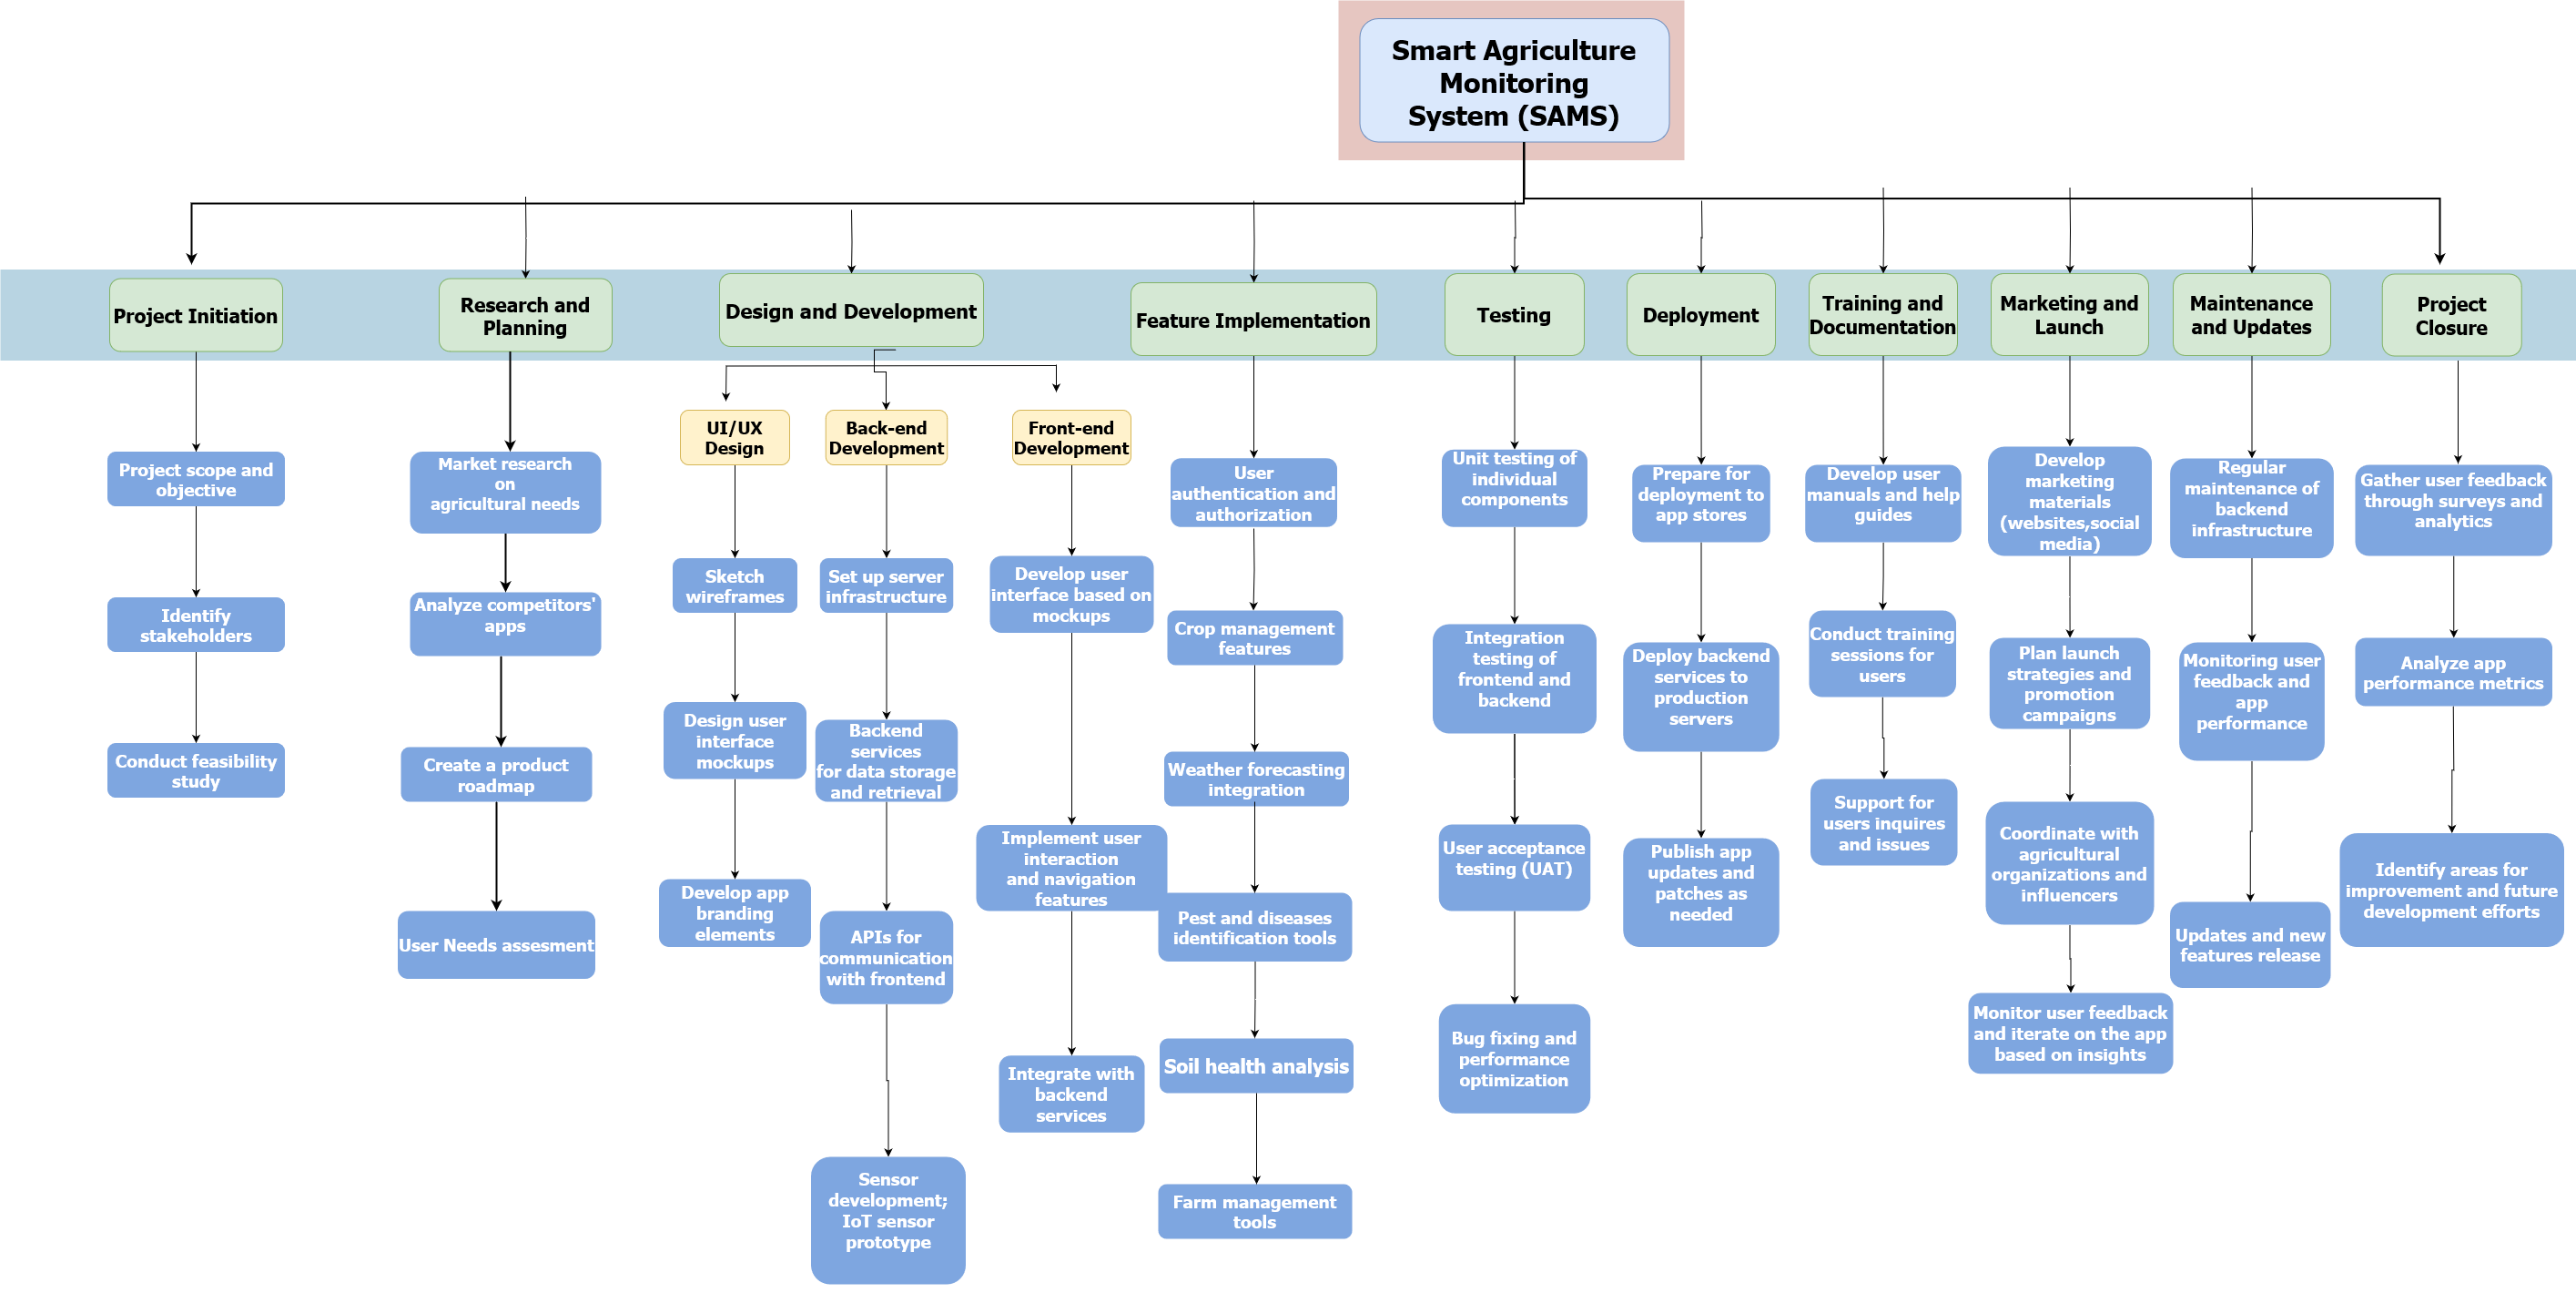 Smart Agriculture
Monitoring
System (SAMS)
Project Initiation
Research and
Planning
Design and Development
Feature Implementation
Testing
Deployment
Training and
Documentation
Marketing and
Launch
Maintenance
and Updates
Project
Closure
Project scope and
objective
Identify
stakeholders
Conduct feasibility
study
Market research
on
agricultural needs
Analyze competitors'
apps
Create a product
roadmap
User Needs assesment
UI/UX
Design
Sketch
wireframes
Design user
interface
mockups
Develop app
branding
elements
Back-end
Development
Set up server
infrastructure
Backend
services
for data storage
and retrieval
APIs for
communication
with frontend
Sensor
development;
IoT sensor
prototype
Front-end
Development
Develop user
interface based on
mockups
Implement user
interaction
and navigation
features
Integrate with
backend
services
User
authentication and
authorization
Crop management
features
Weather forecasting
integration
Pest and diseases
identification tools
Soil health analysis
Farm management
tools
Unit testing of
individual
components
Integration
testing of
frontend and
backend
User acceptance
testing (UAT)
Bug fixing and
performance
optimization
Prepare for
deployment to
app stores
Deploy backend
services to
production
servers
Publish app
updates and
patches as
needed
Develop user
manuals and help
guides
Conduct training
sessions for
users
Support for
users inquires
and issues
Develop
marketing
materials
(websites,social
media)
Plan launch
strategies and
promotion
campaigns
Coordinate with
agricultural
organizations and
influencers
Monitor user feedback
and iterate on the app
based on insights
Regular
maintenance of
backend
infrastructure
Monitoring user
feedback and
app
performance
Updates and new
features release
Gather user feedback
through surveys and
analytics
Analyze app
performance metrics
Identify areas for
improvement and future
development efforts